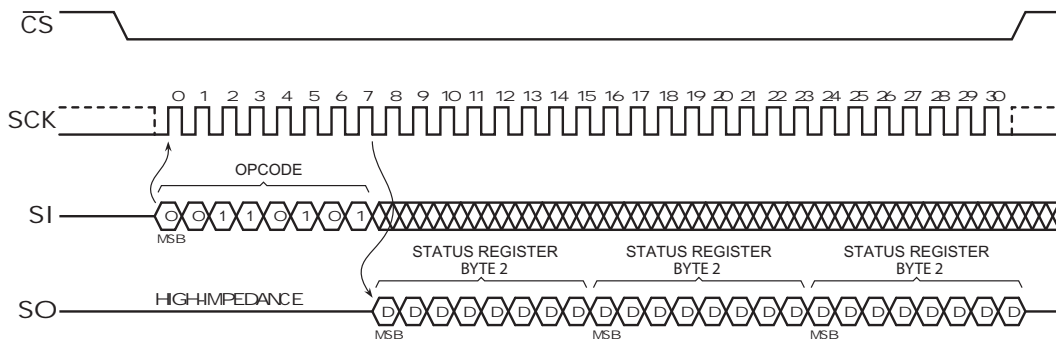 CS
0 1 2 3 4 5 6 7 8 9 10 11 12 13 14 15 16 17 18 19 20 21 22 23 24 25 26 27 28 29 30
SCK
OPCODE
SI 0 0 1 1 0 1 0 1
MSB
STATUS REGISTER BYTE 2
STATUS REGISTER BYTE 2
STATUS REGISTER BYTE 2
HIGH-IMPEDANCE
SO D D D D D D D D D D D D D D D D D D D D D D D D
MSB MSB MSB